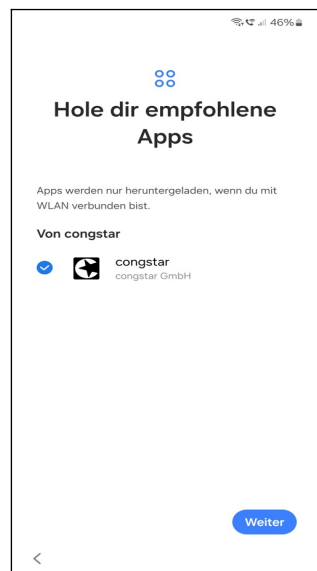 46%
Hole dir empfohlene
Apps
Apps werden nur heruntergeladen, wenn du mit
WLAN verbunden bist.
Von congstar
congstar
congstar GmbH
Weiter